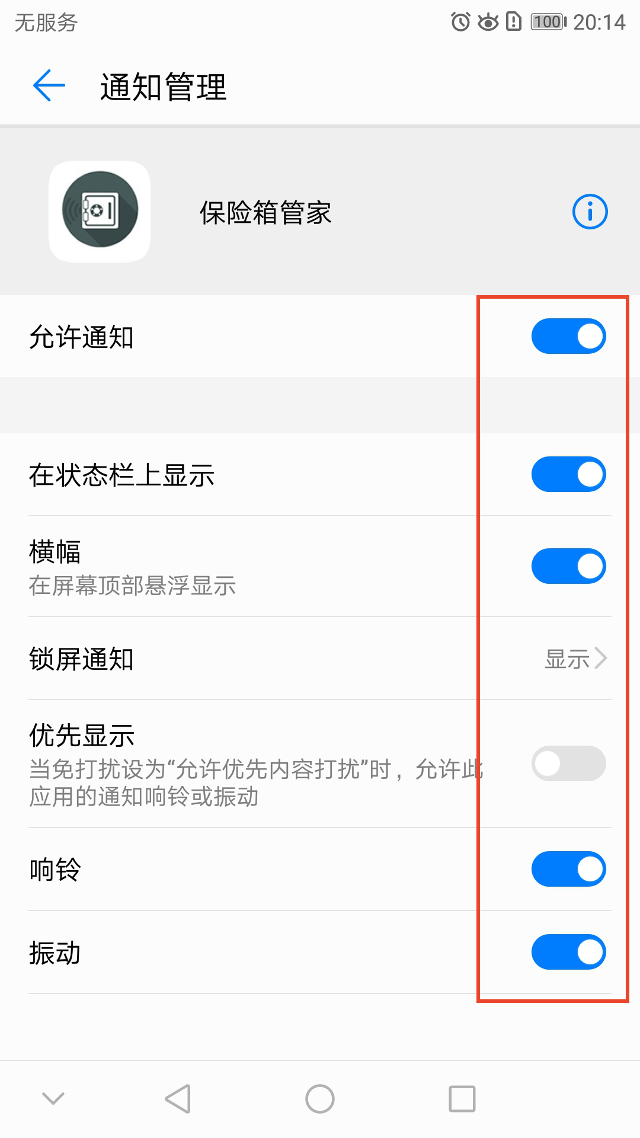 无服务 100 20:14
通知管理
保险箱管家
允许通知
在状态栏上显示
横幅
在屏幕顶部悬浮显示
锁屏通知 显示
优先显示
当免打扰设为“允许优先内容打扰”时，允许此
应用的通知响铃或振动
响铃
振动